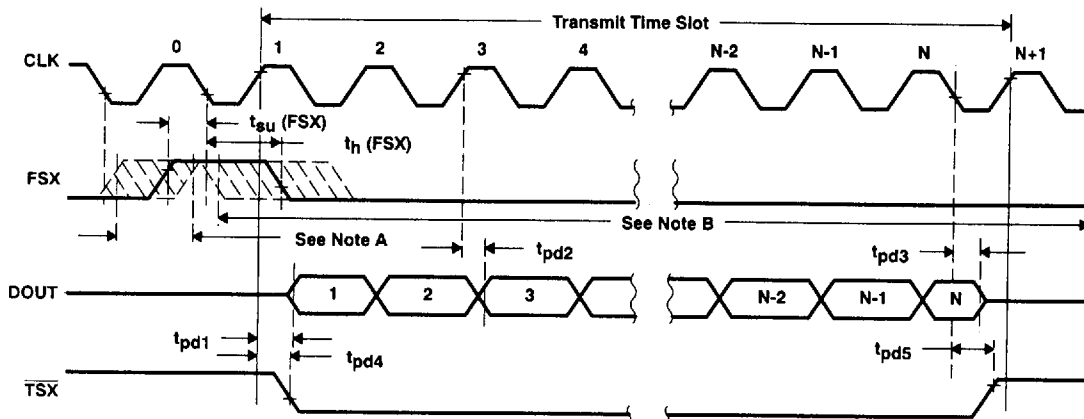 Transmit Time Slot
0 1 2 3 4 N-2 N-1 N N+1
CLK
tsu (FSX)
th (FSX)
FSX
See Note A
See Note B
tpd2
tpd3
DOUT
1 2 3 N-2 N-1 N
tpd1
tpd4
tpd5
TSX